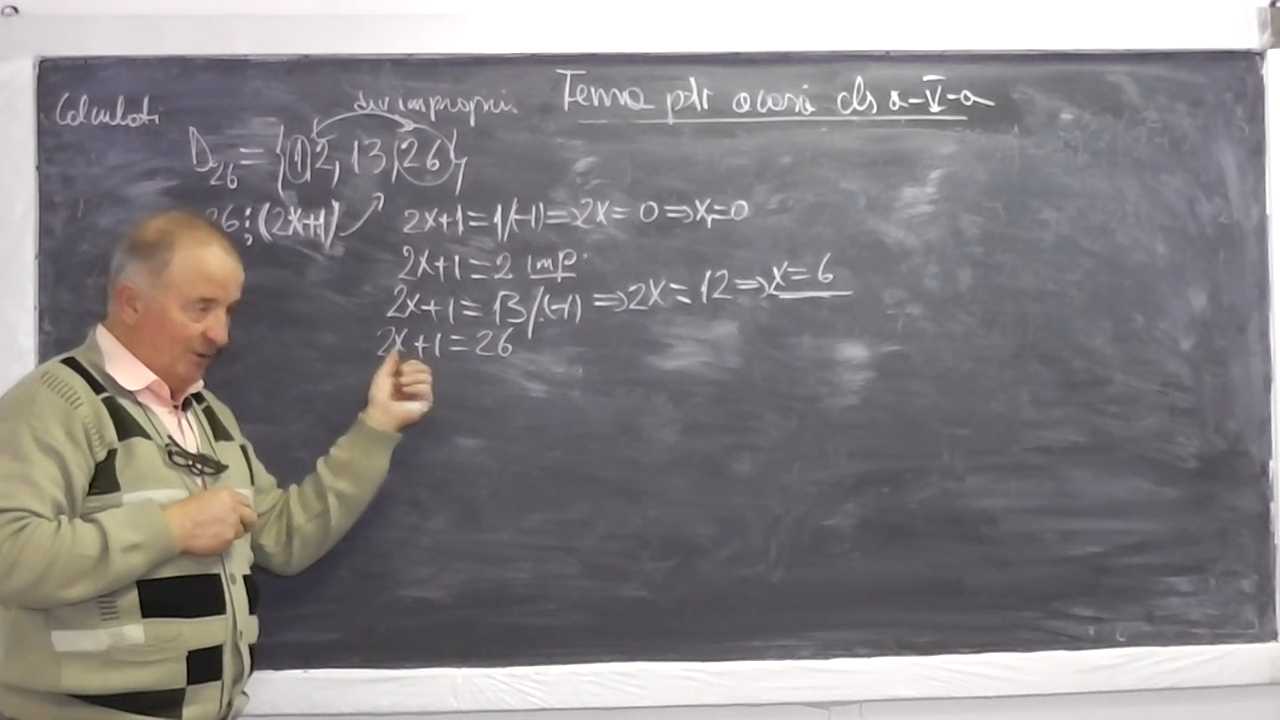 Tema ptr acasă cls a-V-a
Calculati div improprii
D₂₆ = {1, 2, 13, 26}
26 ⋮ (2x+1) 2x+1=1/(-1) ⇒ 2x=0 ⇒ x=0
2x+1=2 imp.
2x+1=13/(-1) ⇒ 2x=12 ⇒ x=6
2x+1=26